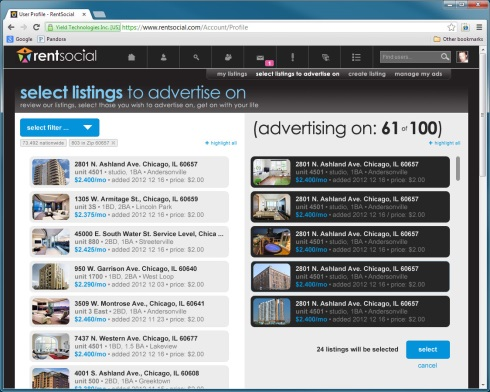 User Profile - RentSocial
Yield Technologies Inc. [US]
www.rentsocial.com/Account/Profile
Google
Pandora
Other bookmarks
rentsocial
1
Find users...
my listings
select listings to advertise on
create listing
manage my ads
select listings to advertise on
review our listings, select those you wish to advertise on, get on with your life
select filter ...
73,492 nationwide
603 in Zip 60657
+ highlight all
(advertising on: 61 of 100)
+ highlight all
2801 N. Ashland Ave. Chicago, IL 60657
unit 4501 • studio, 1BA • Andersonville
$2.400/mo • added 2012 12 16 • price: $2.00
1305 W. Armitage St., Chicago, IL 60659
unit 3S • 1BD, 2BA • Lincoln Park
$2.375/mo • added 2012 12 16 • price: $2.00
45000 E. South Water St. Service Level, Chica ...
unit 880 • 2BD, 1BA • Streeterville
$2.425/mo • added 2012 12 16 • price: $2.00
950 W. Garrison Ave. Chicago, IL 60640
unit 1700 • 1BD, 2BA • West Loop
$2.290/mo • added 2012 12 03 • price: $2.00
3509 W. Montrose Ave., Chicago, IL 60641
unit 3 East • 2BD, 1BA • Andersonville
$2.460/mo • added 2012 11 23 • price: $2.00
7437 N. Western Ave. Chicago, IL 60657
unit 4501 • 1BD, 1.5 BA • Lakeview
$2.400/mo • added 2012 12 16 • price: $2.00
4001 S. Ashland Ave., Chicago, IL 60608
unit 500 • 2BD, 1BA • Greektown
2801 N. Ashland Ave. Chicago, IL 60657
unit 4501 • studio, 1BA • Andersonville
$2.400/mo • added 2012 12 16 • price: $2.00
2801 N. Ashland Ave. Chicago, IL 60657
unit 4501 • studio, 1BA • Andersonville
$2.400/mo • added 2012 12 16 • price: $2.00
2801 N. Ashland Ave. Chicago, IL 60657
unit 4501 • studio, 1BA • Andersonville
$2.400/mo • added 2012 12 16 • price: $2.00
2801 N. Ashland Ave. Chicago, IL 60657
unit 4501 • studio, 1BA • Andersonville
$2.400/mo • added 2012 12 16 • price: $2.00
2801 N. Ashland Ave. Chicago, IL 60657
unit 4501 • studio, 1BA • Andersonville
$2.400/mo • added 2012 12 16 • price: $2.00
24 listings will be selected
select
cancel